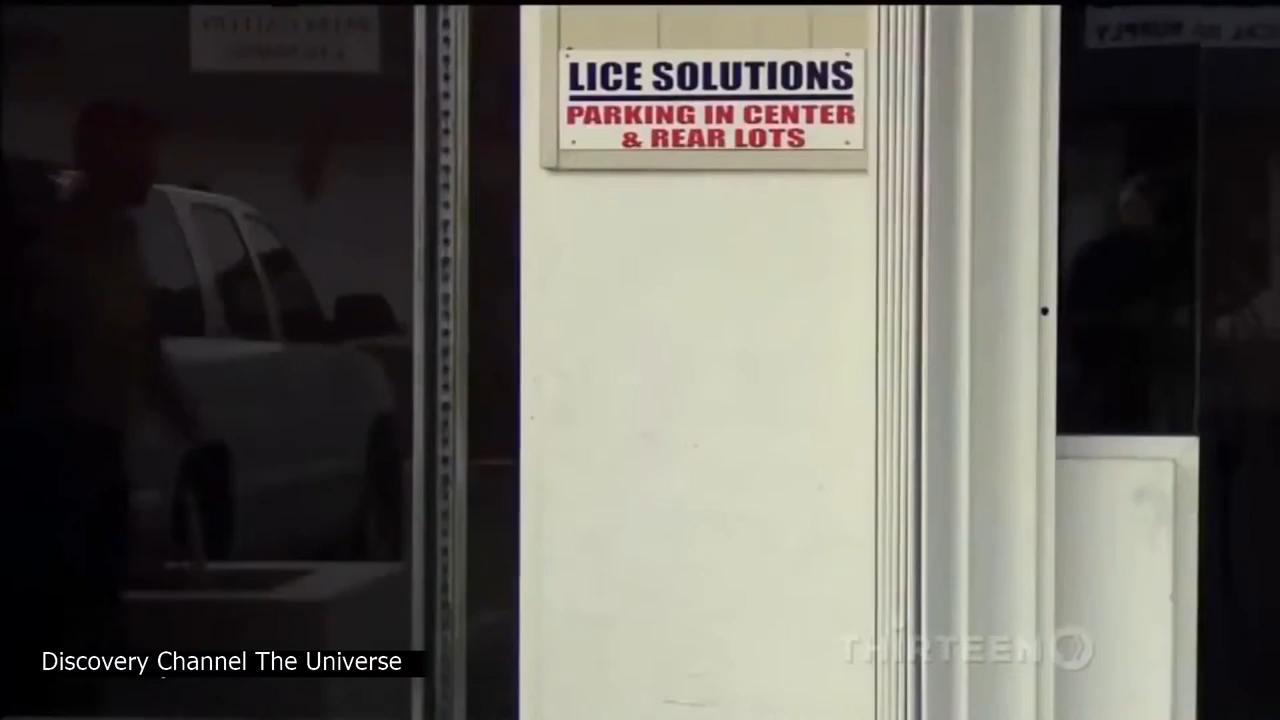 LICE SOLUTIONS
PARKING IN CENTER
& REAR LOTS
THIRTEEN
Discovery Channel The Universe